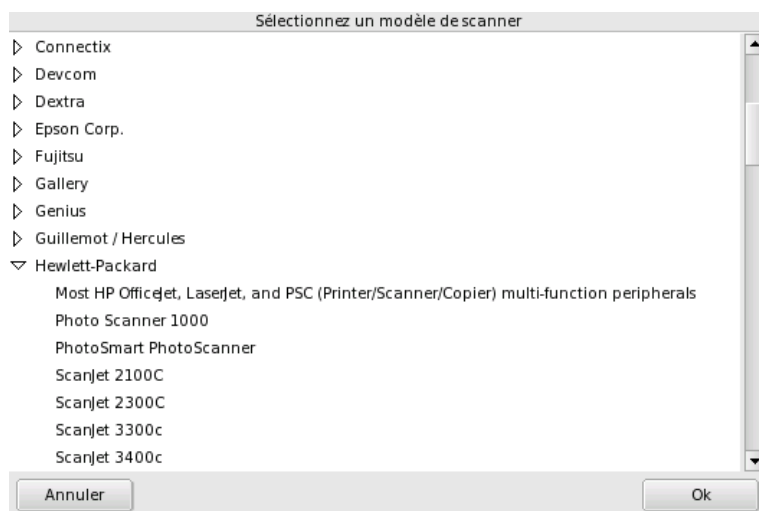 Sélectionnez un modèle de scanner
Connectix
Devcom
Dextra
Epson Corp.
Fujitsu
Gallery
Genius
Guillemot / Hercules
Hewlett-Packard
Most HP OfficeJet, LaserJet, and PSC (Printer/Scanner/Copier) multi-function peripherals
Photo Scanner 1000
PhotoSmart PhotoScanner
ScanJet 2100C
ScanJet 2300C
ScanJet 3300c
ScanJet 3400c
Annuler
Ok